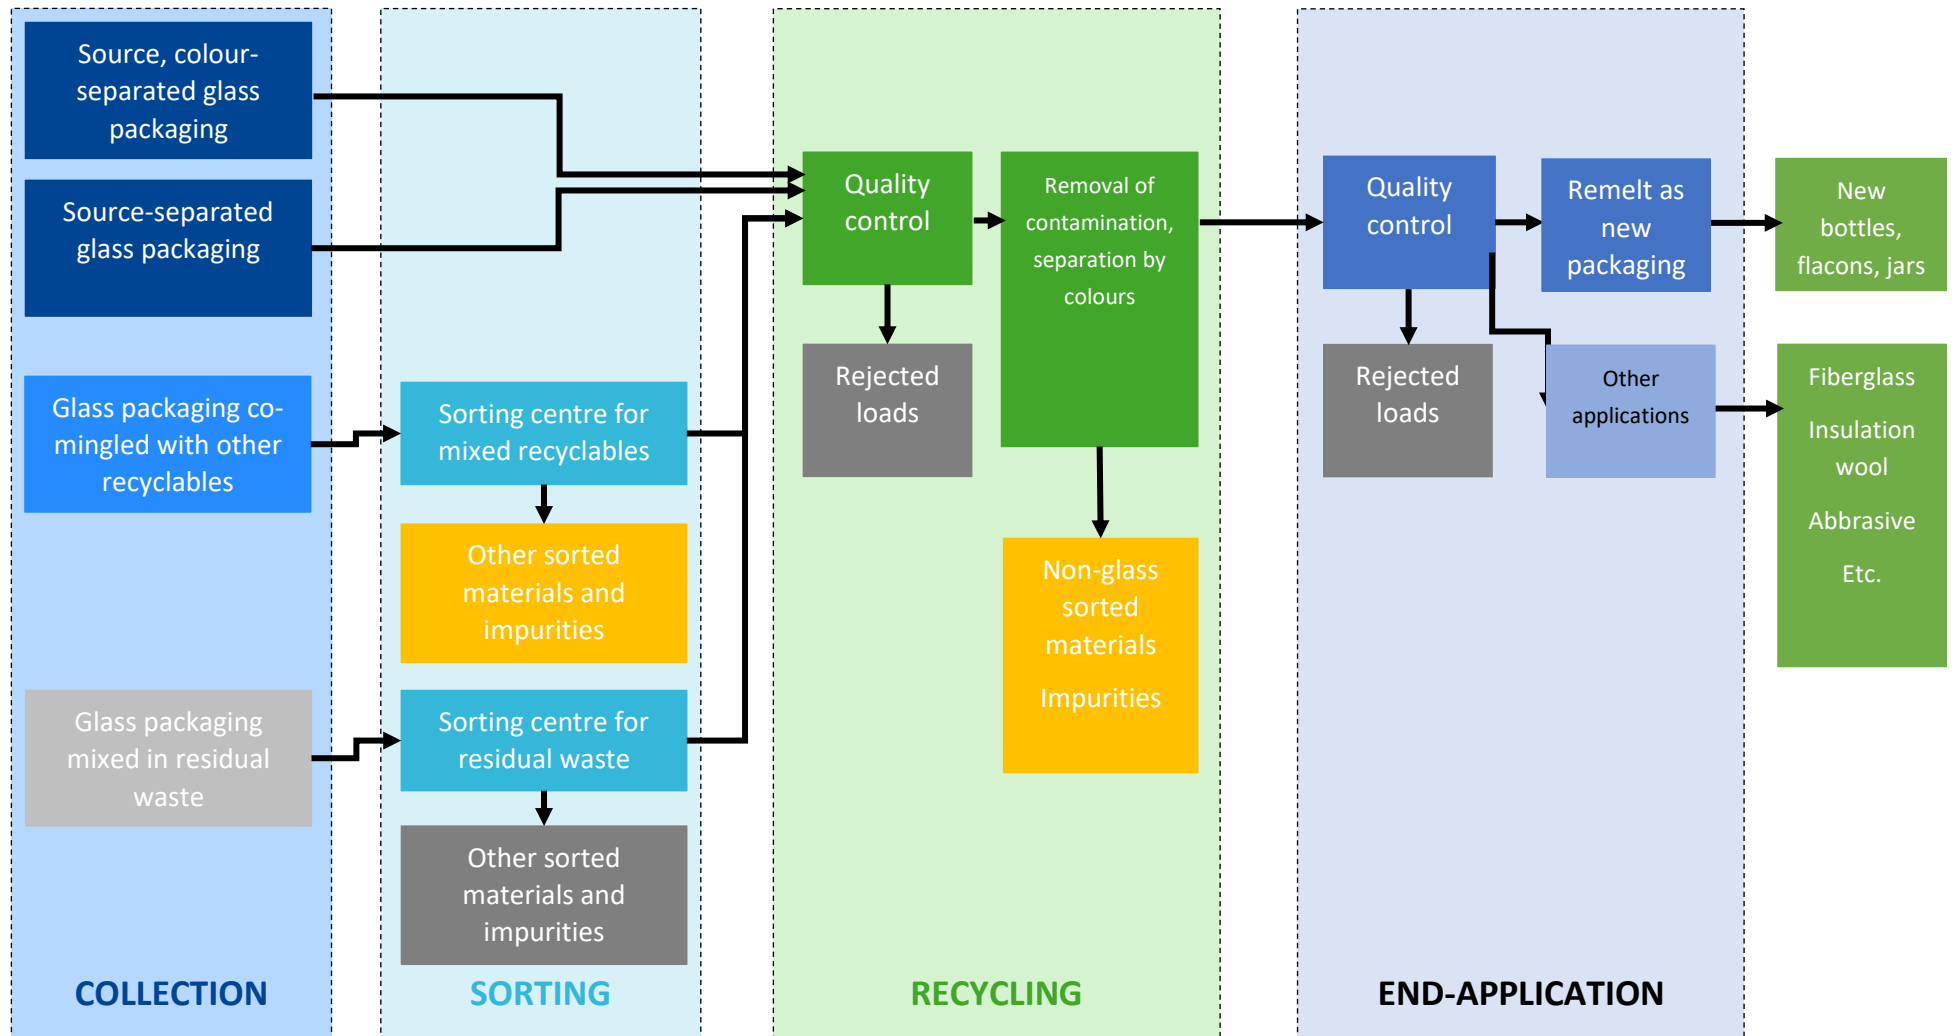 Source, colour-
separated glass
packaging
Source-separated
glass packaging
Glass packaging co-
mingled with other
recyclables
Glass packaging
mixed in residual
waste
COLLECTION
Sorting centre for
mixed recyclables
Other sorted
materials and
impurities
Sorting centre for
residual waste
Other sorted
materials and
impurities
SORTING
Quality
control
Rejected
loads
Removal of
contamination,
separation by
colours
Non-glass
sorted
materials
Impurities
RECYCLING
Quality
control
Rejected
loads
Remelt as
new
packaging
Other
applications
END-APPLICATION
New
bottles,
flacons, jars
Fiberglass
Insulation
wool
Abbrasive
Etc.